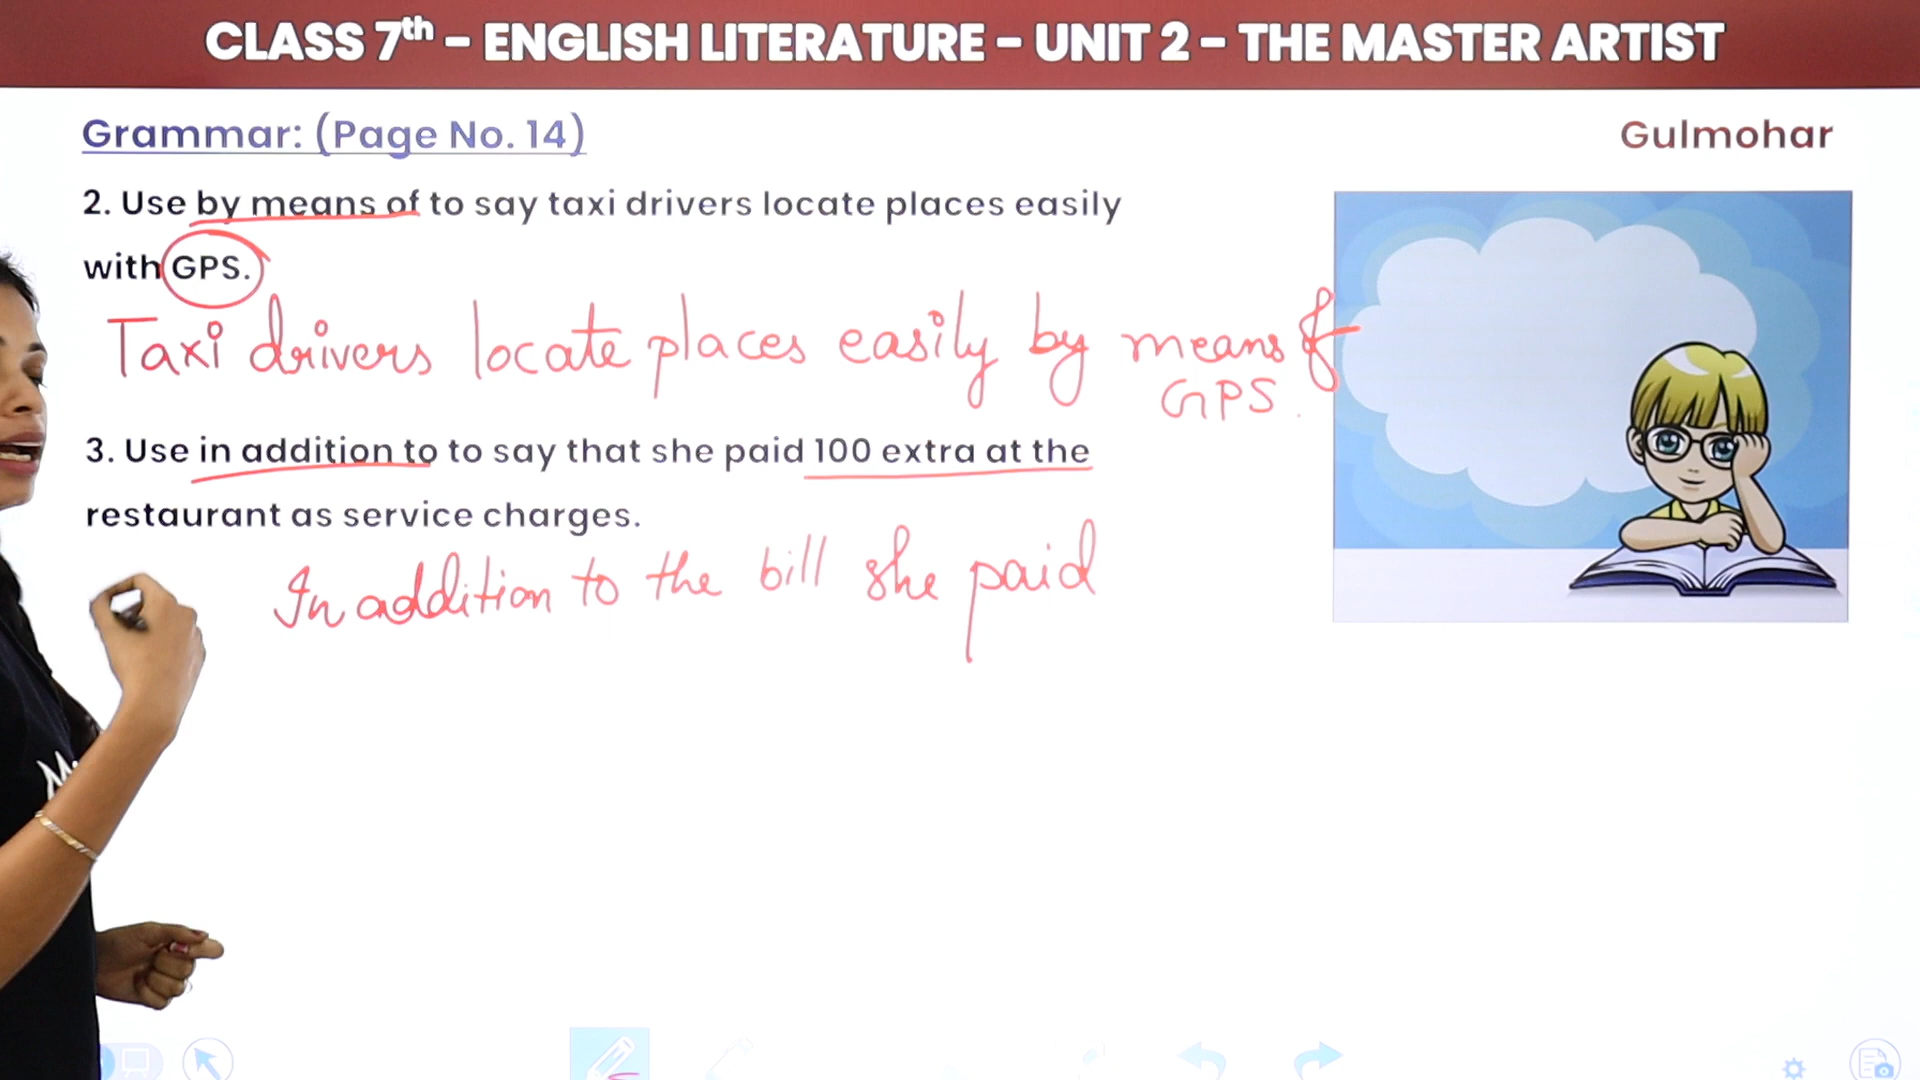 CLASS 7th - ENGLISH LITERATURE - UNIT 2 - THE MASTER ARTIST
Grammar: (Page No. 14)
Gulmohar
2. Use by means of to say taxi drivers locate places easily
with GPS.
Taxi drivers locate places easily by means of
GPS.
3. Use in addition to to say that she paid 100 extra at the
restaurant as service charges.
In addition to the bill she paid